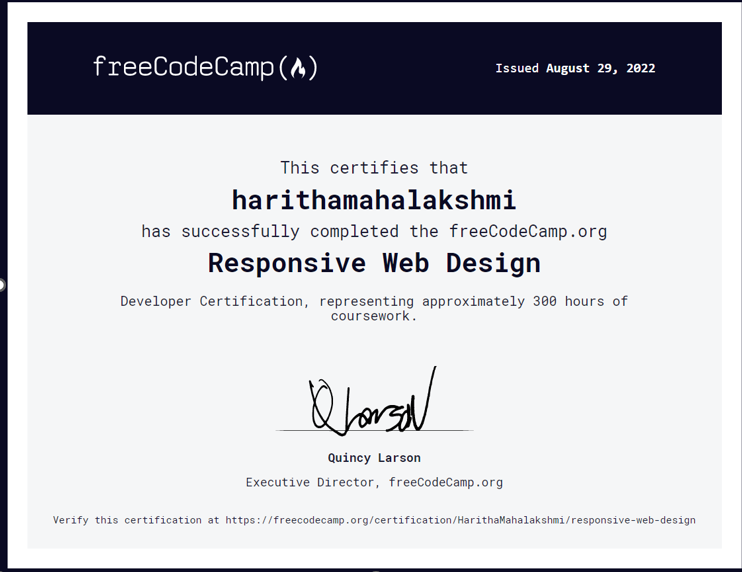 freeCodeCamp(🔥)
Issued August 29, 2022
This certifies that
harithamahalakshmi
has successfully completed the freeCodeCamp.org
Responsive Web Design
Developer Certification, representing approximately 300 hours of
coursework.
QLarson
Quincy Larson
Executive Director, freeCodeCamp.org
Verify this certification at https://freecodecamp.org/certification/HarithaMahalakshmi/responsive-web-design